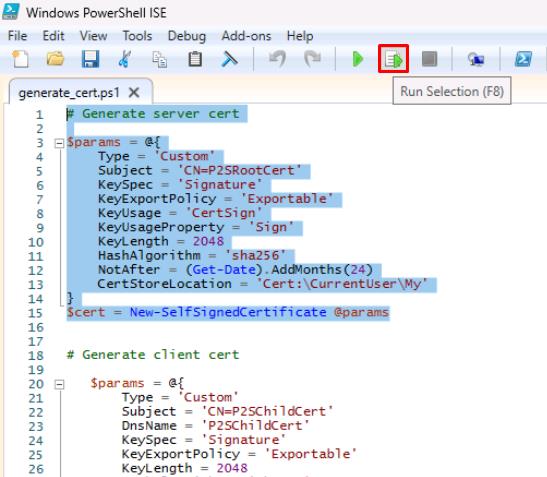 Windows PowerShell ISE
File Edit View Tools Debug Add-ons Help
generate_cert.ps1 X
Run Selection (F8)
1 # Generate server cert
2
3 $params = @{
4 Type = 'Custom'
5 Subject = 'CN=P2SRootCert'
6 KeySpec = 'Signature'
7 KeyExportPolicy = 'Exportable'
8 KeyUsage = 'CertSign'
9 KeyUsageProperty = 'Sign'
10 KeyLength = 2048
11 HashAlgorithm = 'sha256'
12 NotAfter = (Get-Date).AddMonths(24)
13 CertStoreLocation = 'Cert:\CurrentUser\My'
14 }
15 $cert = New-SelfSignedCertificate @params
16
17
18 # Generate client cert
19
20 $params = @{
21 Type = 'Custom'
22 Subject = 'CN=P2SChildCert'
23 DnsName = 'P2SChildCert'
24 KeySpec = 'Signature'
25 KeyExportPolicy = 'Exportable'
26 KeyLength = 2048